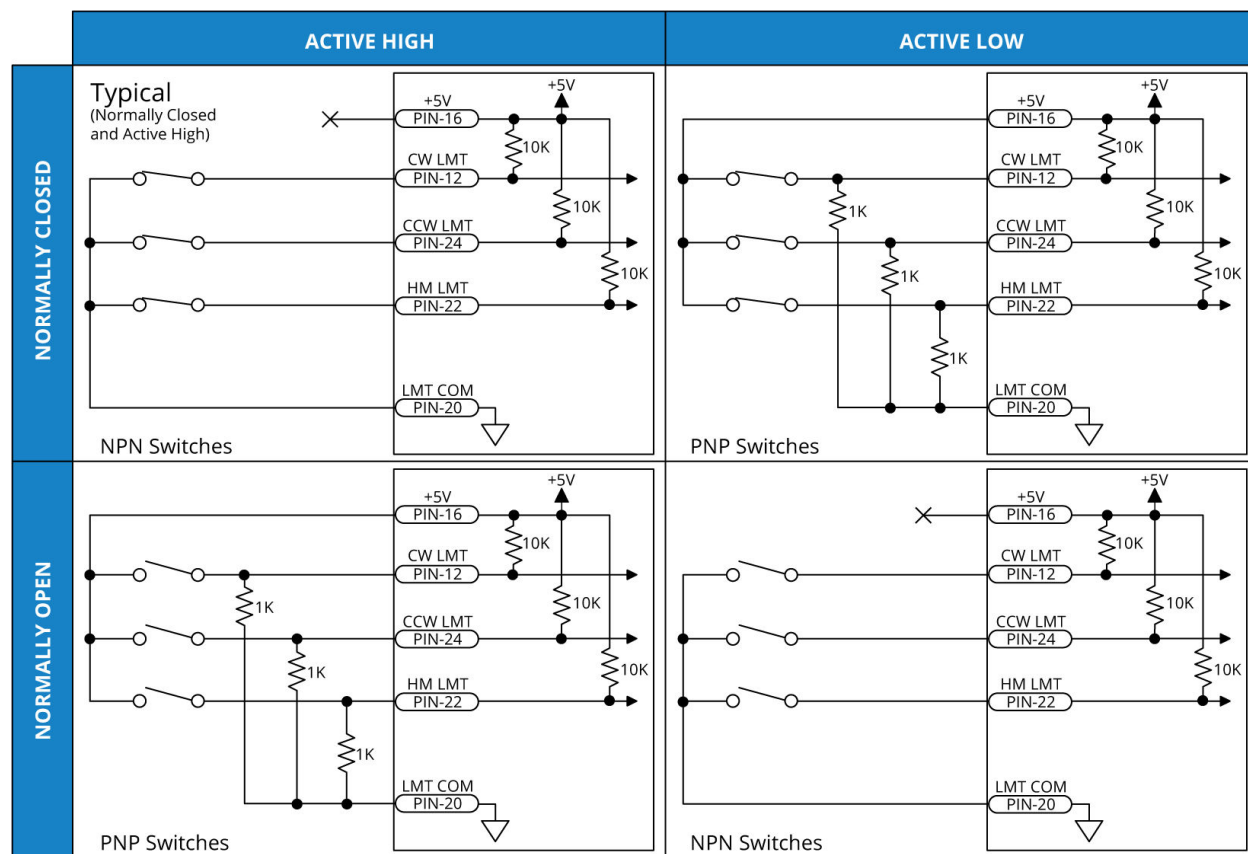 ACTIVE HIGH
ACTIVE LOW
NORMALLY CLOSED
Typical
(Normally Closed
and Active High)
+5V
+5V
PIN-16
10K
CW LMT
PIN-12
10K
CCW LMT
PIN-24
10K
HM LMT
PIN-22
LMT COM
PIN-20
NPN Switches
+5V
+5V
PIN-16
10K
CW LMT
PIN-12
1K
10K
CCW LMT
PIN-24
1K
10K
HM LMT
PIN-22
1K
LMT COM
PIN-20
PNP Switches
NORMALLY OPEN
+5V
+5V
PIN-16
10K
CW LMT
PIN-12
1K
10K
CCW LMT
PIN-24
1K
10K
HM LMT
PIN-22
1K
LMT COM
PIN-20
PNP Switches
+5V
+5V
PIN-16
10K
CW LMT
PIN-12
10K
CCW LMT
PIN-24
10K
HM LMT
PIN-22
LMT COM
PIN-20
NPN Switches